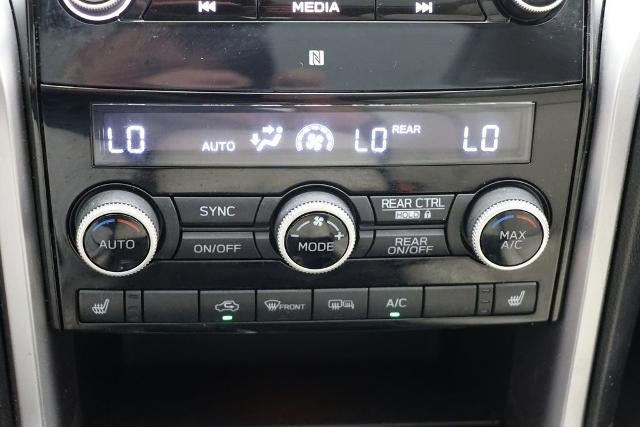 MEDIA
N
LO AUTO LO REAR LO
SYNC REAR CTRL
HOLD
AUTO MODE MAX A/C
ON/OFF REAR ON/OFF
FRONT A/C